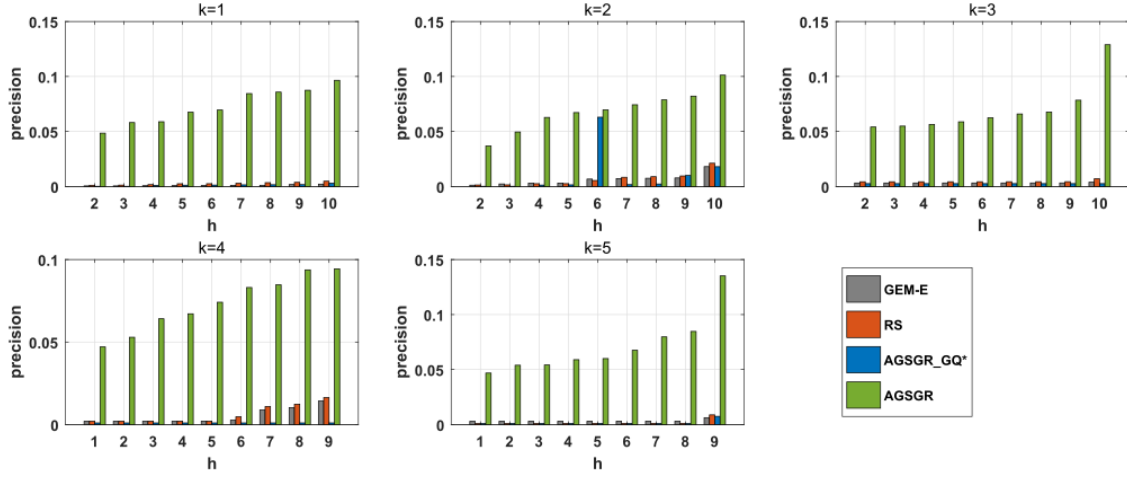 k=1
0.15
0.1
0.05
0
precision
2 3 4 5 6 7 8 9 10
h
k=2
0.15
0.1
0.05
0
precision
2 3 4 5 6 7 8 9 10
h
k=3
0.15
0.1
0.05
0
precision
2 3 4 5 6 7 8 9 10
h
k=4
0.1
0.05
0
precision
1 2 3 4 5 6 7 8 9
h
k=5
0.15
0.1
0.05
0
precision
1 2 3 4 5 6 7 8 9
h
GEM-E
RS
AGSGR_GQ*
AGSGR